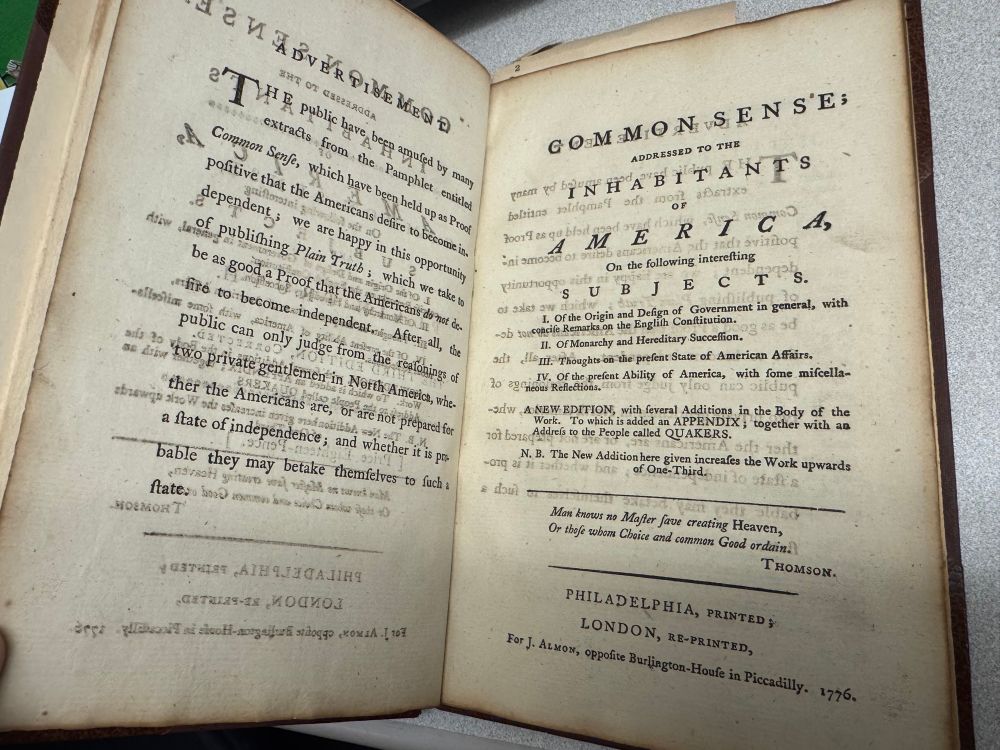 ADVERTISEMENT
THE public have been amuſed by many
extracts from the Pamphlet entitled
Common Senſe, which have been held up as Proof
poſitive that the Americans deſire to become in-
dependent; we are happy in this opportunity
of publiſhing Plain Truth; which we take to
be as good a Proof that the Americans do not de-
ſire to become independent. After all, the
public can only judge from the reaſonings of
two private gentlemen in North America, whe-
ther the Americans are, or are not prepared for
a ſtate of independence; and whether it is pro-
bable they may betake themſelves to ſuch a
ſtate.
2
COMMON SENSE;
ADDRESSED TO THE
INHABITANTS
OF
AMERICA,
On the following intereſting
SUBJECTS.
I. Of the Origin and Deſign of Government in general, with
conciſe Remarks on the Engliſh Conſtitution.
II. Of Monarchy and Hereditary Succeſſion.
III. Thoughts on the preſent State of American Affairs.
IV. Of the preſent Ability of America, with ſome miſcella-
neous Reflections.
A NEW EDITION, with ſeveral Additions in the Body of the
Work. To which is added an APPENDIX; together with an
Addreſs to the People called QUAKERS.
N. B. The New Addition here given increaſes the Work upwards
of One-Third.
Man knows no Maſter ſave creating Heaven,
Or thoſe whom Choice and common Good ordain.
THOMSON.
PHILADELPHIA, PRINTED;
LONDON, RE-PRINTED,
For J. ALMON, oppoſite Burlington-Houſe in Piccadilly. 1776.